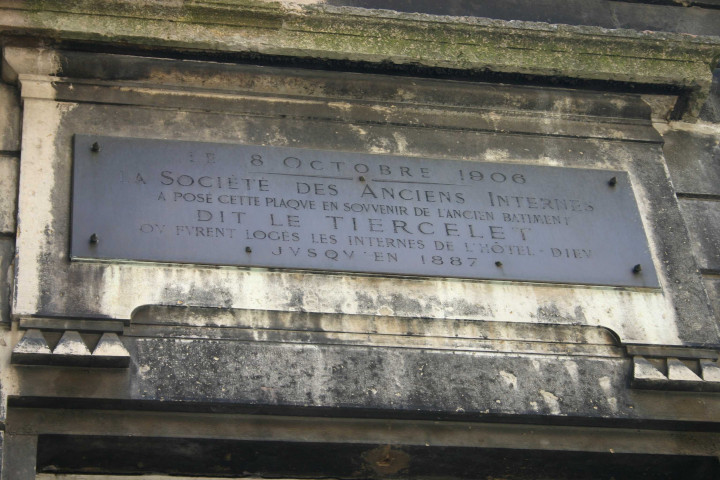 LE 8 OCTOBRE 1906
LA SOCIÉTÉ DES ANCIENS INTERNES
A POSÉ CETTE PLAQVE EN SOVVENIR DE L'ANCIEN BATIMENT
DIT LE TIERCELET
OV FVRENT LOGÉS LES INTERNES DE L'HÔTEL-DIEV
JVSQV'EN 1887